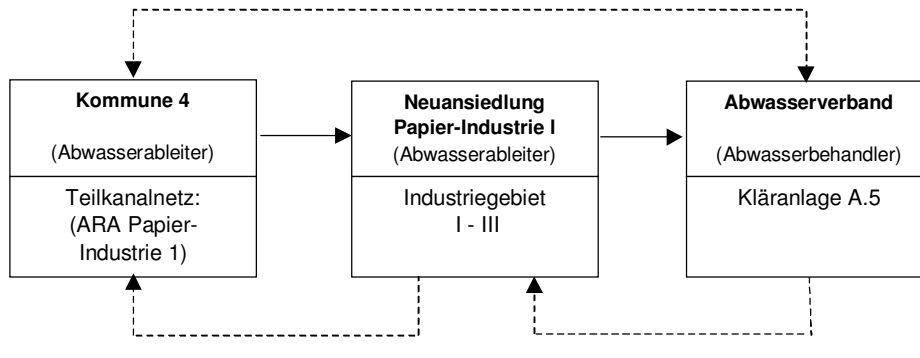 Kommune 4
(Abwasserableiter)
Teilkanalnetz:
(ARA Papier-
Industrie 1)
Neuansiedlung
Papier-Industrie I
(Abwasserableiter)
Industriegebiet
I - III
Abwasserverband
(Abwasserbehandler)
Kläranlage A.5